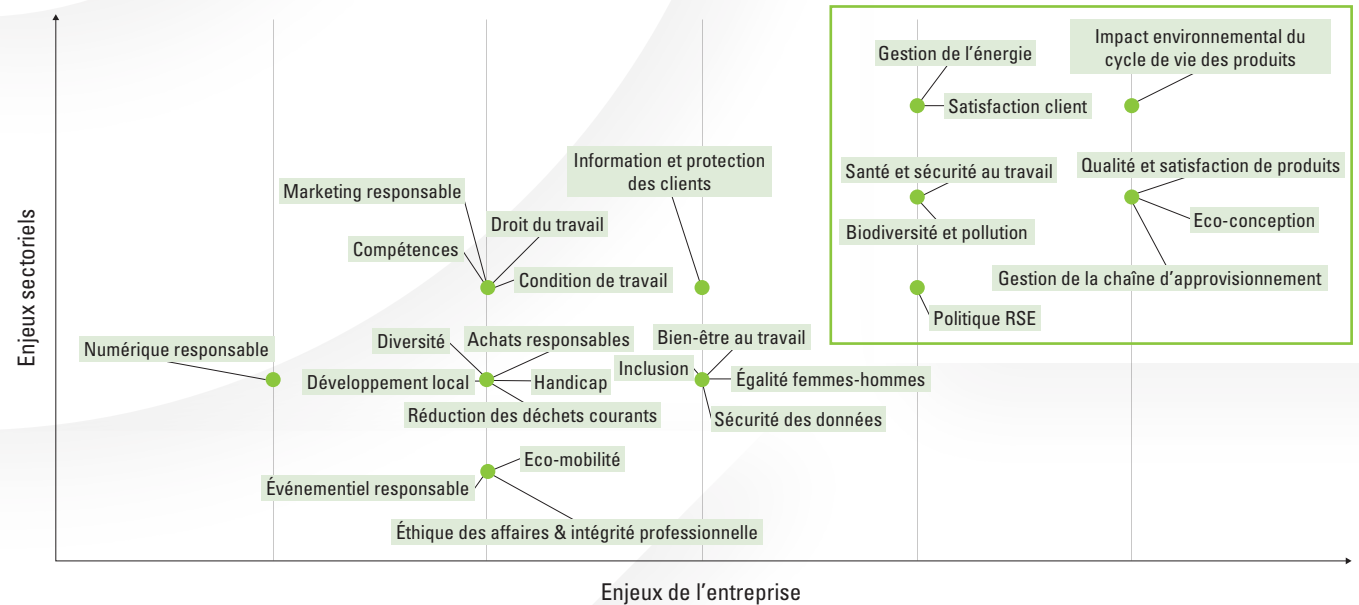 Enjeux sectoriels
Gestion de l'énergie
Satisfaction client
Impact environnemental du
cycle de vie des produits
Information et protection
des clients
Santé et sécurité au travail
Biodiversité et pollution
Qualité et satisfaction de produits
Eco-conception
Gestion de la chaîne d'approvisionnement
Politique RSE
Marketing responsable
Droit du travail
Compétences
Condition de travail
Numérique responsable
Diversité
Achats responsables
Développement local
Handicap
Réduction des déchets courants
Bien-être au travail
Inclusion
Égalité femmes-hommes
Sécurité des données
Eco-mobilité
Événementiel responsable
Éthique des affaires & intégrité professionnelle
Enjeux de l'entreprise